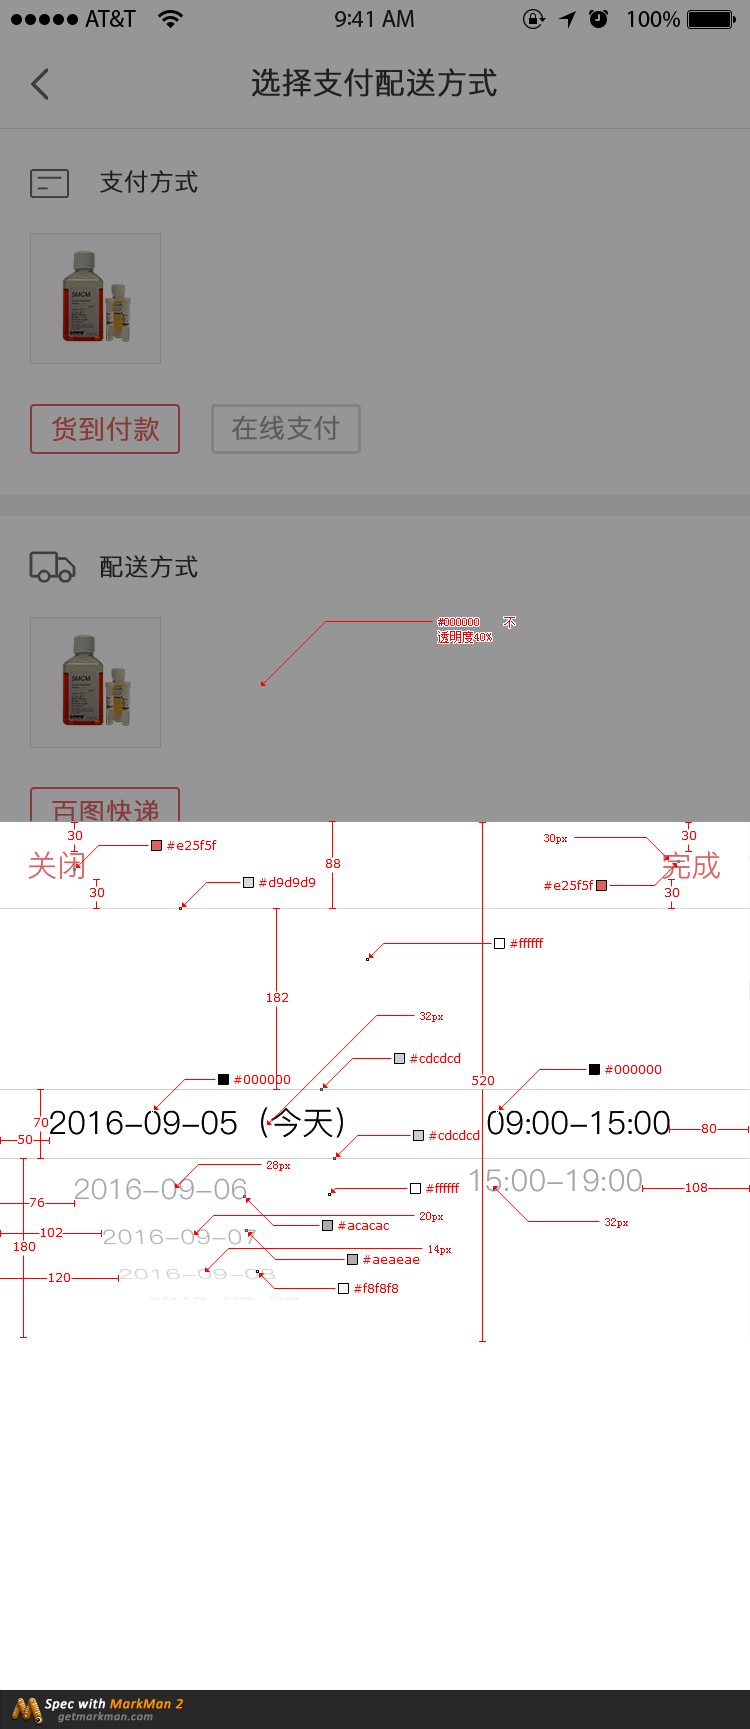 AT&T 9:41 AM 100%
选择支付配送方式
支付方式
SMCM
货到付款 在线支付
配送方式
#000000 不
透明度40%
SMCM
百图快递
30 30px 30
关闭 #e25f5f 88 完成
30 #d9d9d9 #e25f5f 30
#ffffff
182
32px
#cdcdcd
#000000 520 #000000
70 2016-09-05（今天） 09:00-15:00 80
50 #cdcdcd
28px
76 2016-09-06 #ffffff 15:00-19:00 108
20px 32px
#acacac
102 2016-09-07
180 14px
#aeaeae
120 2016-09-08
#f8f8f8
Spec with MarkMan 2
getmarkman.com